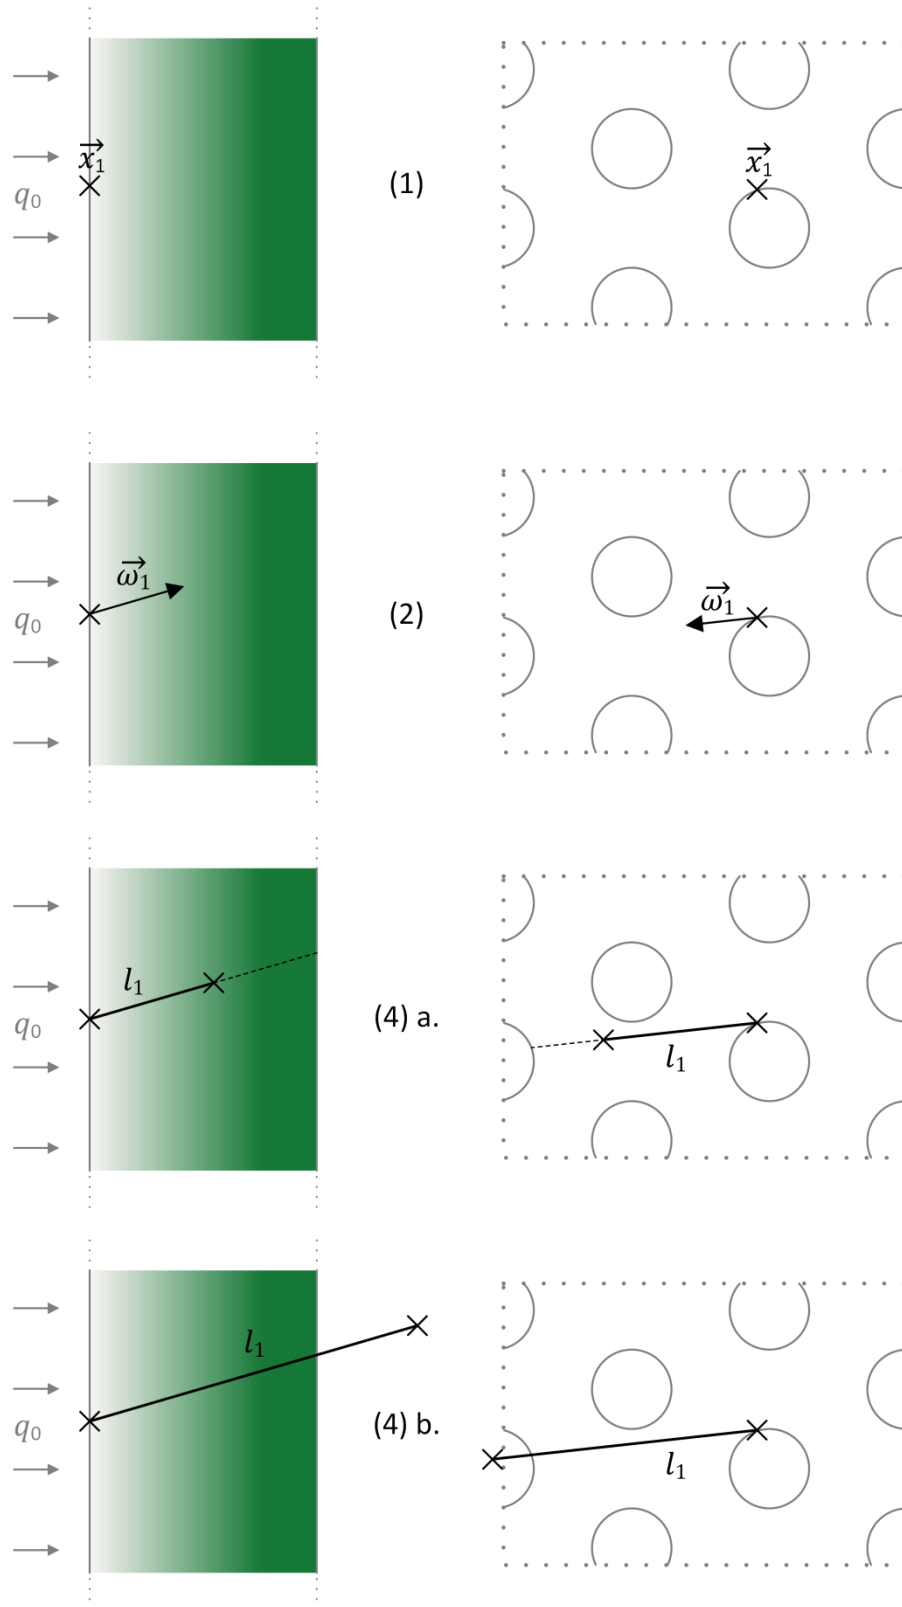 x⃗₁
q₀
(1)
x⃗₁
ω⃗₁
q₀
(2)
ω⃗₁
l₁
q₀
(4) a.
l₁
l₁
q₀
(4) b.
l₁